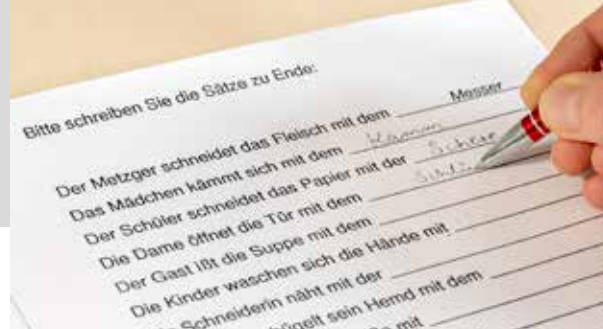 Bitte schreiben Sie die Sätze zu Ende:
Der Metzger schneidet das Fleisch mit dem Messer
Das Mädchen kämmt sich mit dem Kamm
Der Schüler schneidet das Papier mit der Schere
Die Dame öffnet die Tür mit dem
Der Gast ißt die Suppe mit dem
Die Kinder waschen sich die Hände mit
Schneiderin näht mit der
sein Hemd mit dem
mit